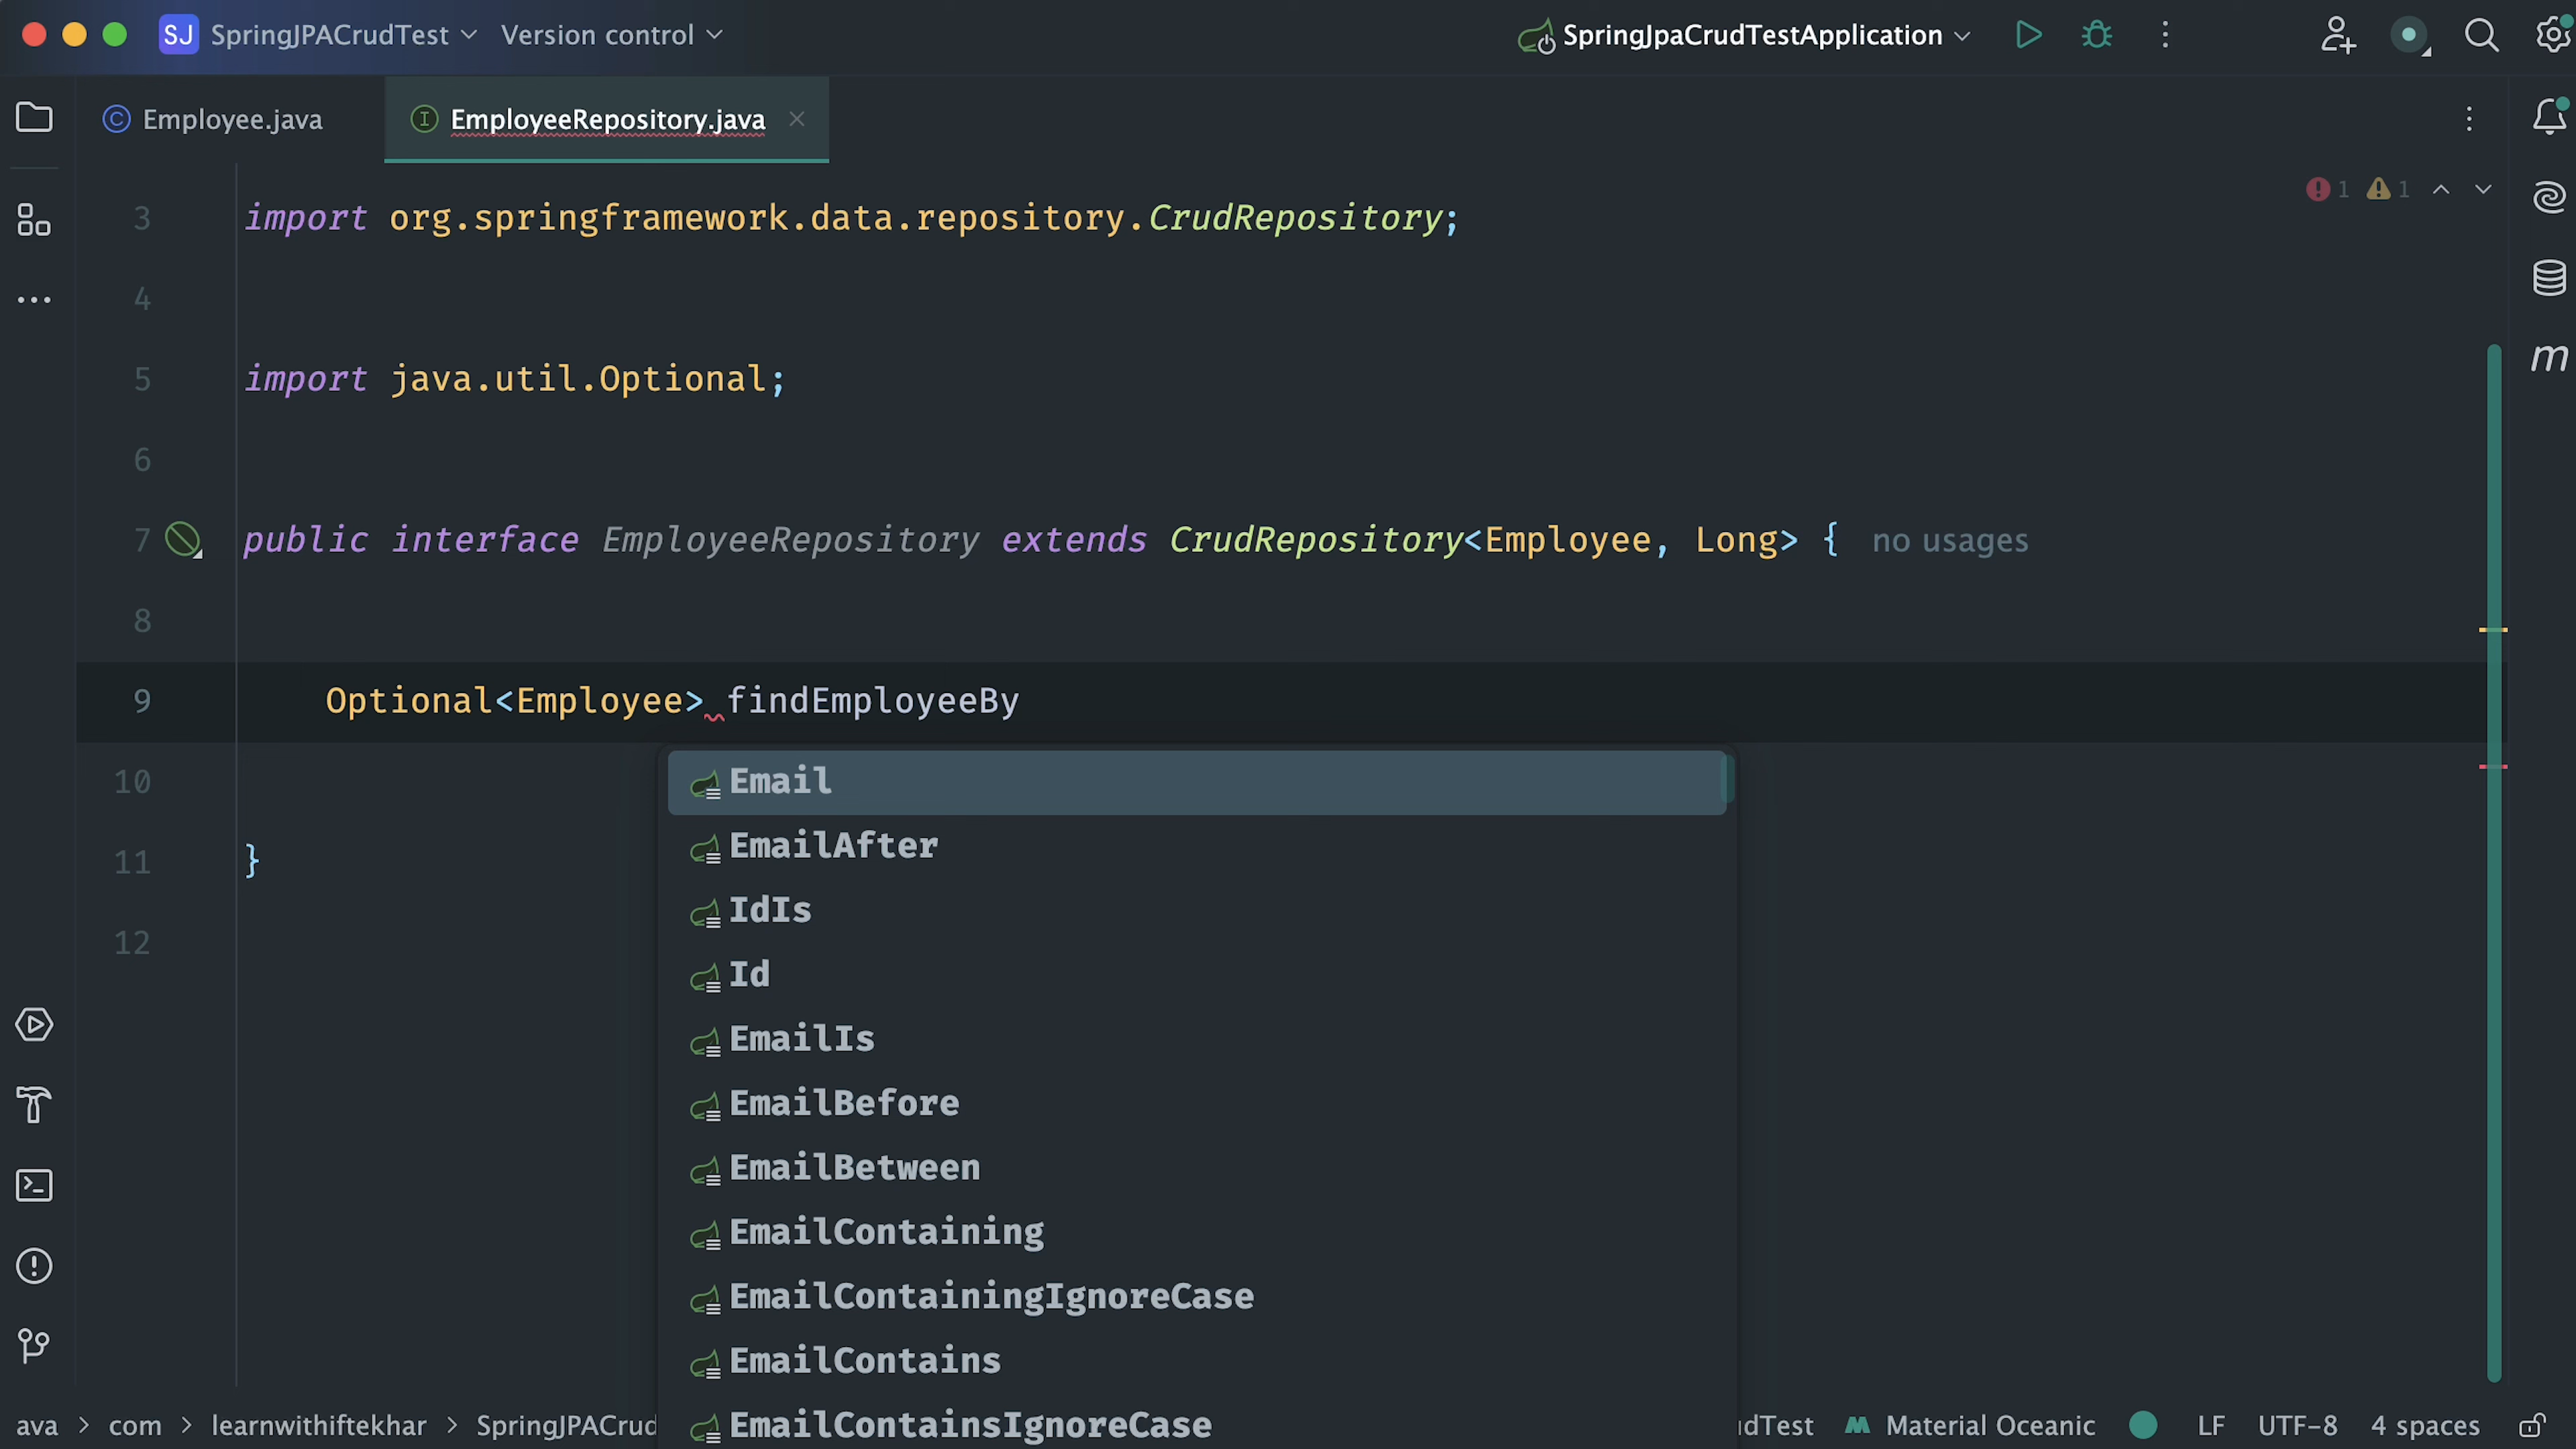 SJ SpringJPACrudTest Version control SpringJpaCrudTestApplication
Employee.java EmployeeRepository.java
1 1
3 import org.springframework.data.repository.CrudRepository;
4
5 import java.util.Optional;
6
7 public interface EmployeeRepository extends CrudRepository<Employee, Long> { no usages
8
9 Optional<Employee> findEmployeeBy
10
11 }
12
Email
EmailAfter
IdIs
Id
EmailIs
EmailBefore
EmailBetween
EmailContaining
EmailContainingIgnoreCase
EmailContains
EmailContainsIgnoreCase
m
ava > com > learnwithiftekhar > SpringJPACrud dTest Material Oceanic LF UTF-8 4 spaces